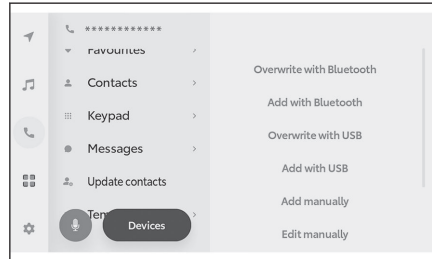 ************
Favourites
Contacts
Keypad
Messages
Update contacts
Devices
Overwrite with Bluetooth
Add with Bluetooth
Overwrite with USB
Add with USB
Add manually
Edit manually